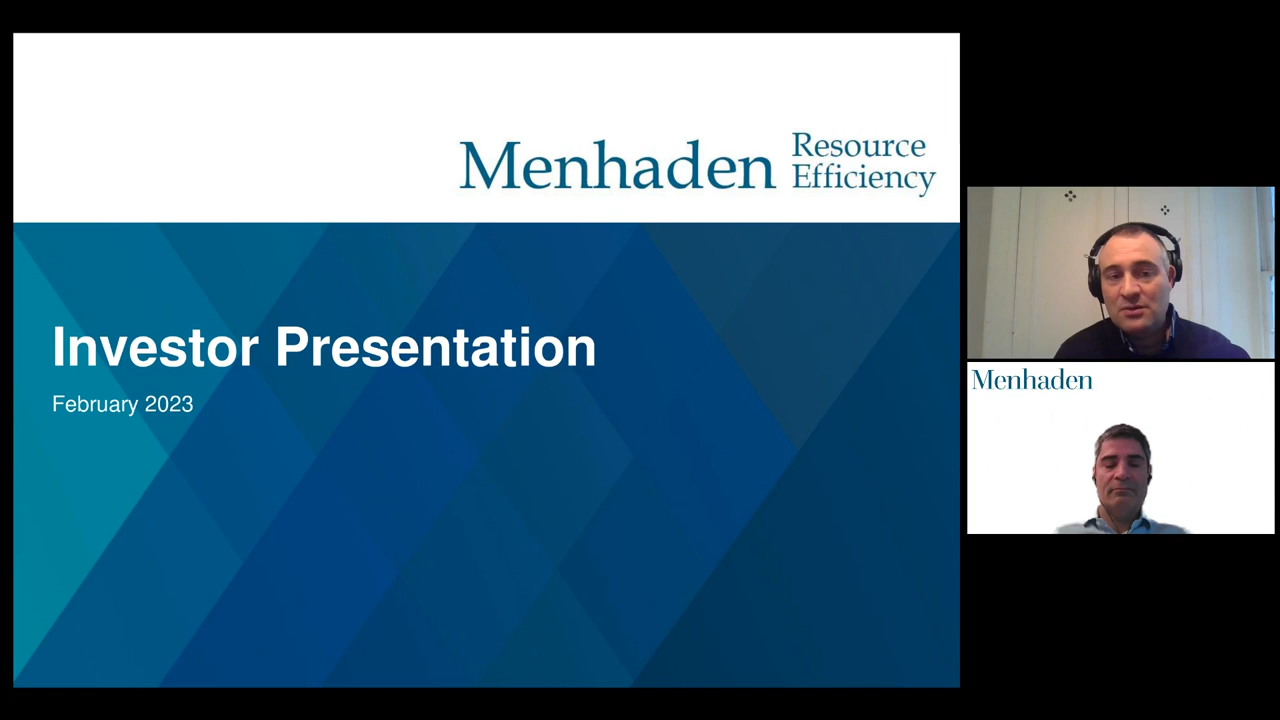 Menhaden Resource
Efficiency
Investor Presentation
February 2023
Menhaden